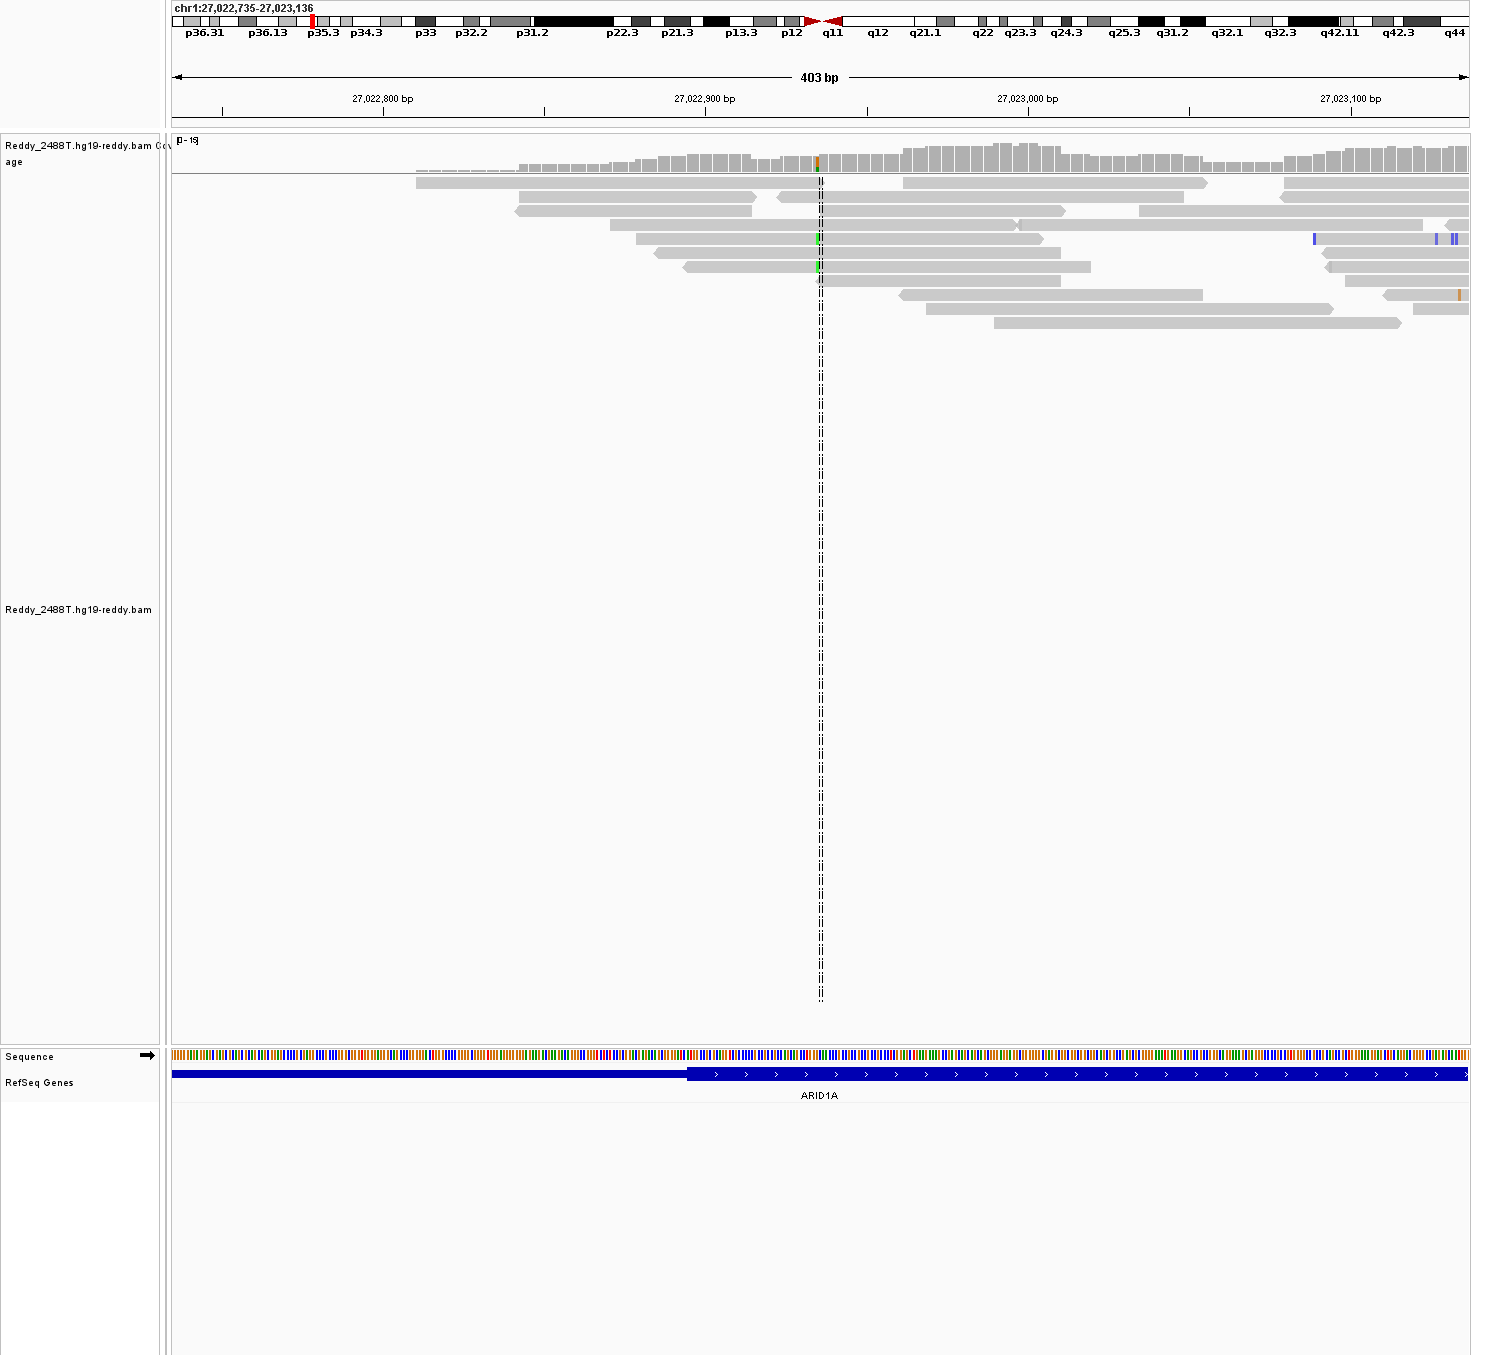 chr1:27,022,735-27,023,136
p36.31 p36.13 p35.3 p34.3 p33 p32.2 p31.2 p22.3 p21.3 p13.3 p12 q11 q12 q21.1 q22 q23.3 q24.3 q25.3 q31.2 q32.1 q32.3 q42.11 q42.3 q44
403 bp
27,022,800 bp 27,022,900 bp 27,023,000 bp 27,023,100 bp
[0 - 19]
Reddy_2488T.hg19-reddy.bam Cov
age
Reddy_2488T.hg19-reddy.bam
Sequence
RefSeq Genes
ARID1A